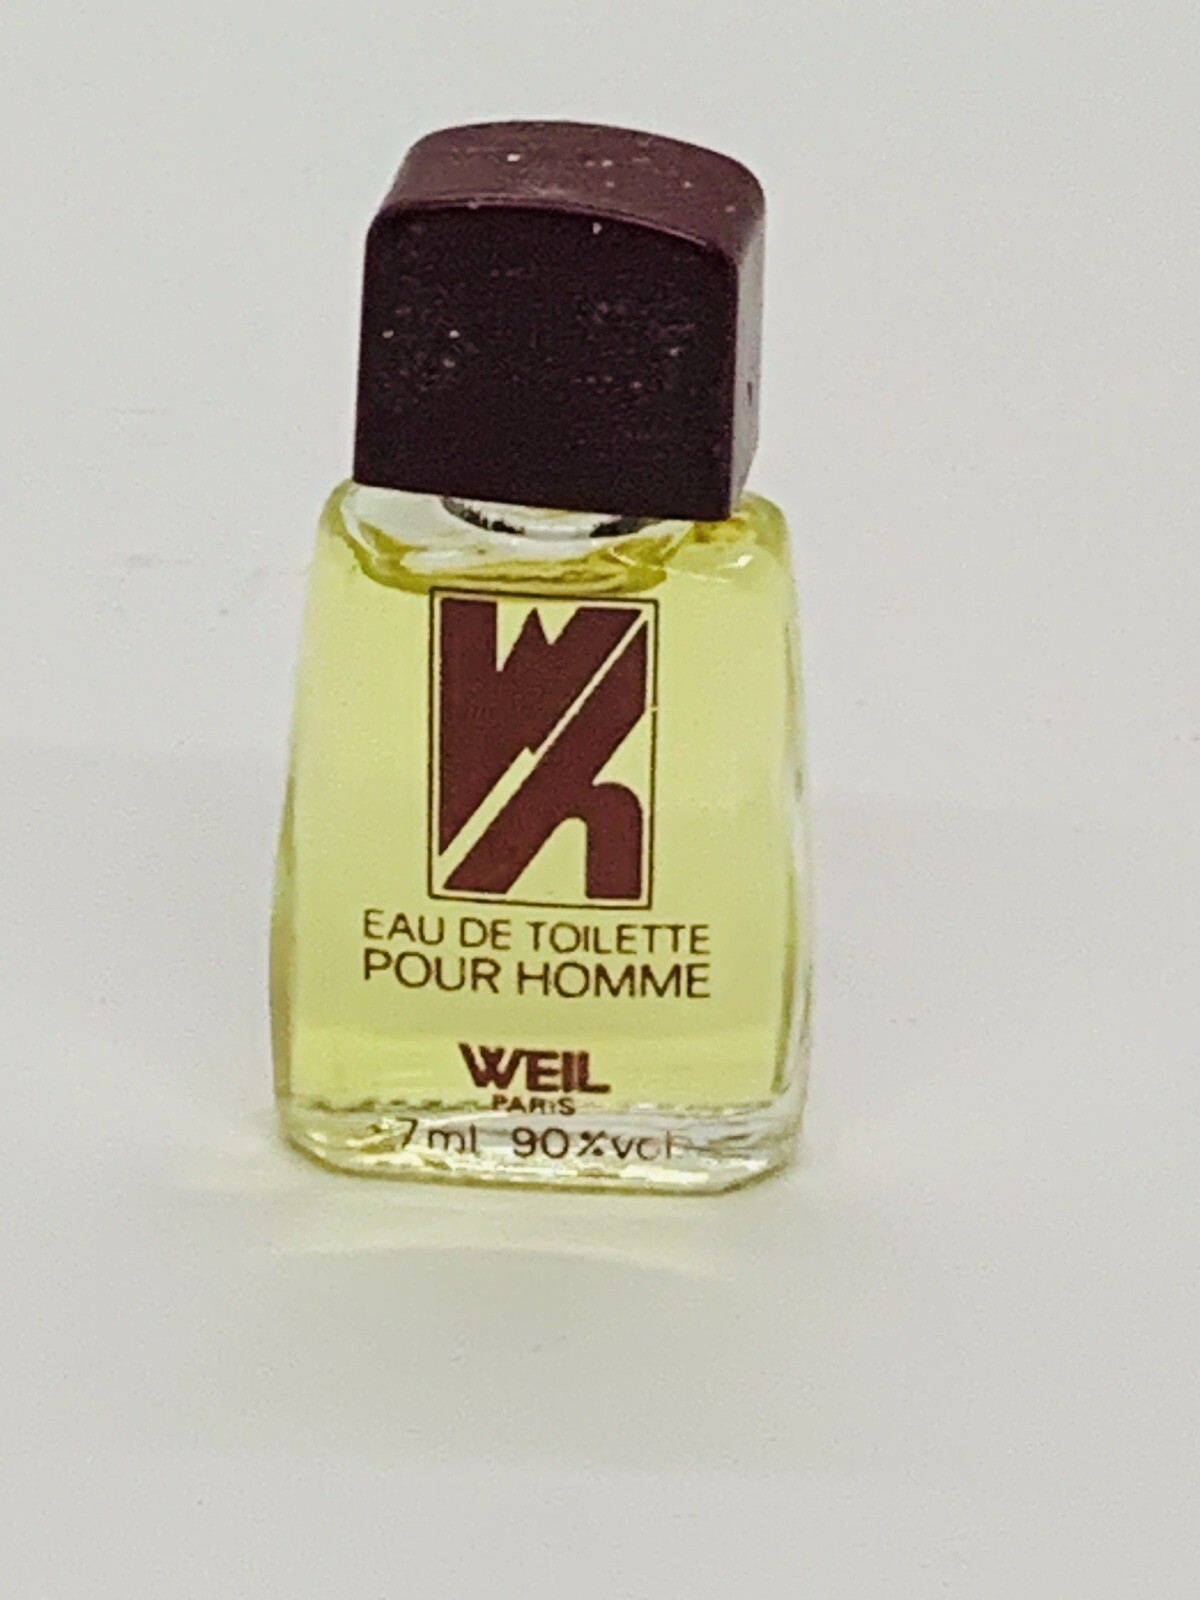 EAU DE TOILETTE
POUR HOMME
WEIL
PARIS
7ml 90%vol